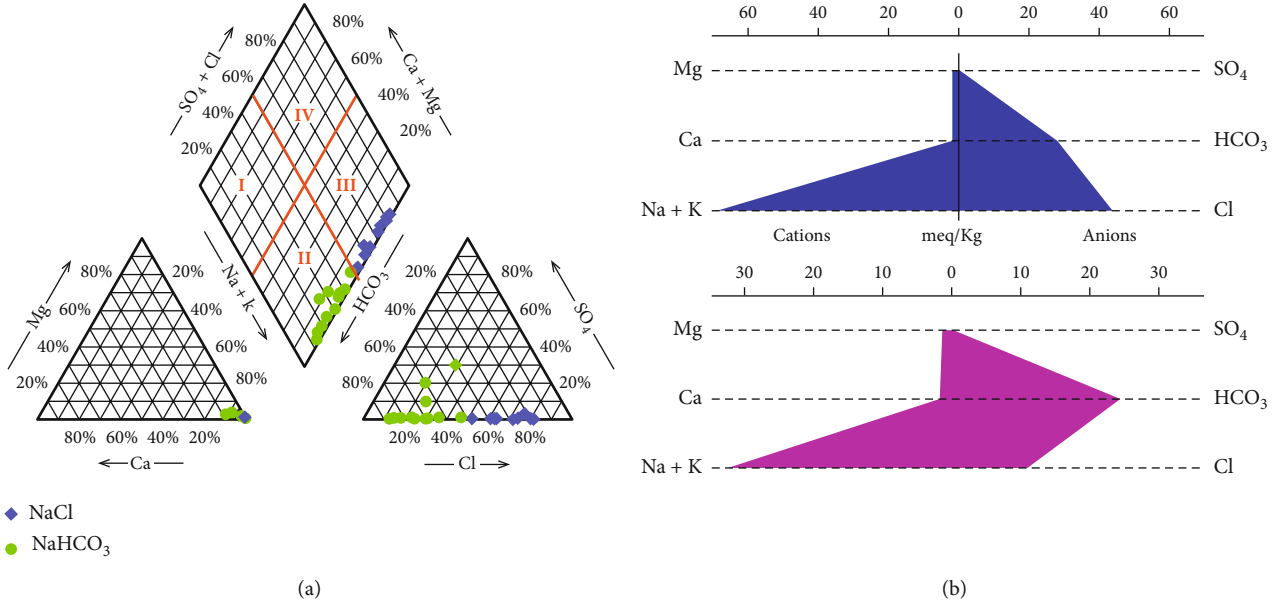 80%
80%
60%
60%
40%
40%
20%
20%
SO4 + Cl
Ca + Mg
IV
I
III
II
Na + k
HCO3
Mg
80%
60%
40%
20%
20%
40%
60%
80%
80% 60% 40% 20%
Ca
SO4
20%
40%
60%
80%
60%
40%
20%
80%
20% 40% 60% 80%
Cl
NaCl
NaHCO3
(a)
60 40 20 0 20 40 60
Mg SO4
Ca HCO3
Na + K Cl
Cations meq/Kg Anions
30 20 10 0 10 20 30
Mg SO4
Ca HCO3
Na + K Cl
(b)